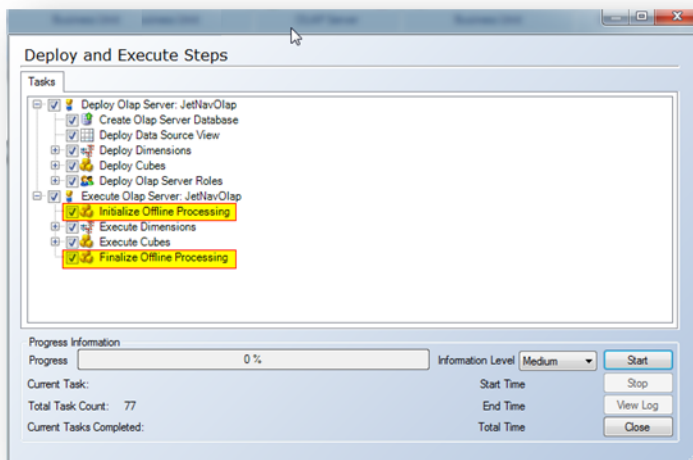 Deploy and Execute Steps
Tasks
Deploy Olap Server: JetNavOlap
Create Olap Server Database
Deploy Data Source View
Deploy Dimensions
Deploy Cubes
Deploy Olap Server Roles
Execute Olap Server: JetNavOlap
Initialize Offline Processing
Execute Dimensions
Execute Cubes
Finalize Offline Processing
Progress Information
Progress 0 % Information Level Medium Start
Current Task: Start Time Stop
Total Task Count: 77 End Time View Log
Current Tasks Completed: Total Time Close